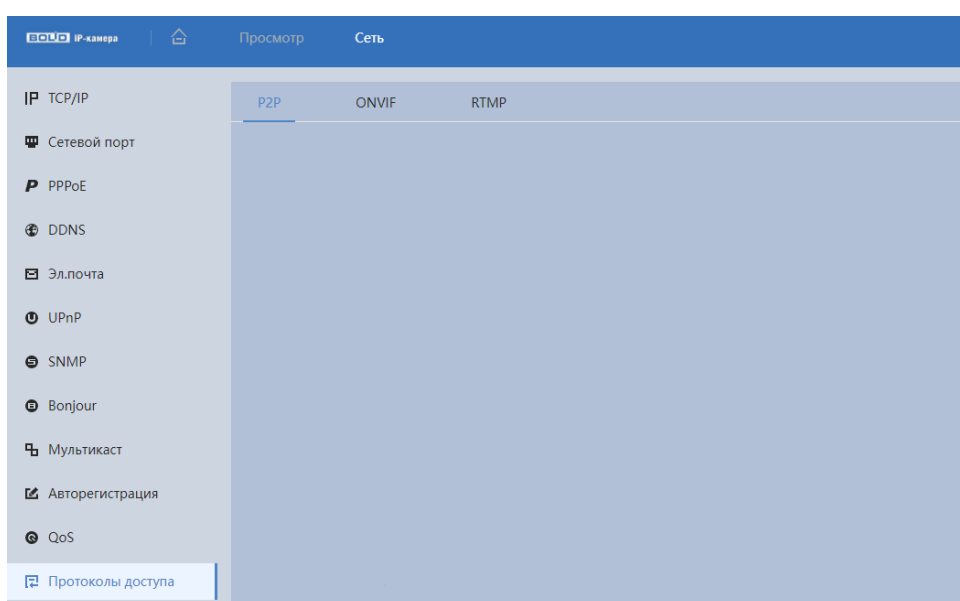 BOLID IP-камера Просмотр Сеть
P2P ONVIF RTMP
IP TCP/IP
Сетевой порт
P PPPoE
DDNS
Эл.почта
UPnP
SNMP
Bonjour
Мультикаст
Авторегистрация
QoS
Протоколы доступа